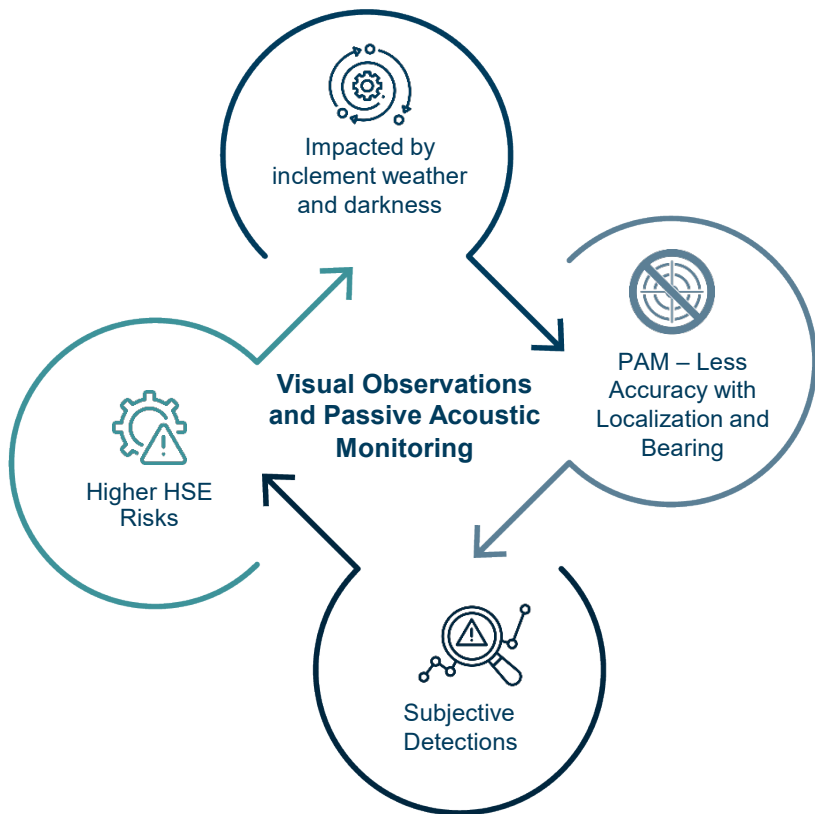 Impacted by
inclement weather
and darkness
PAM – Less
Accuracy with
Localization and
Bearing
Visual Observations
and Passive Acoustic
Monitoring
Higher HSE
Risks
Subjective
Detections